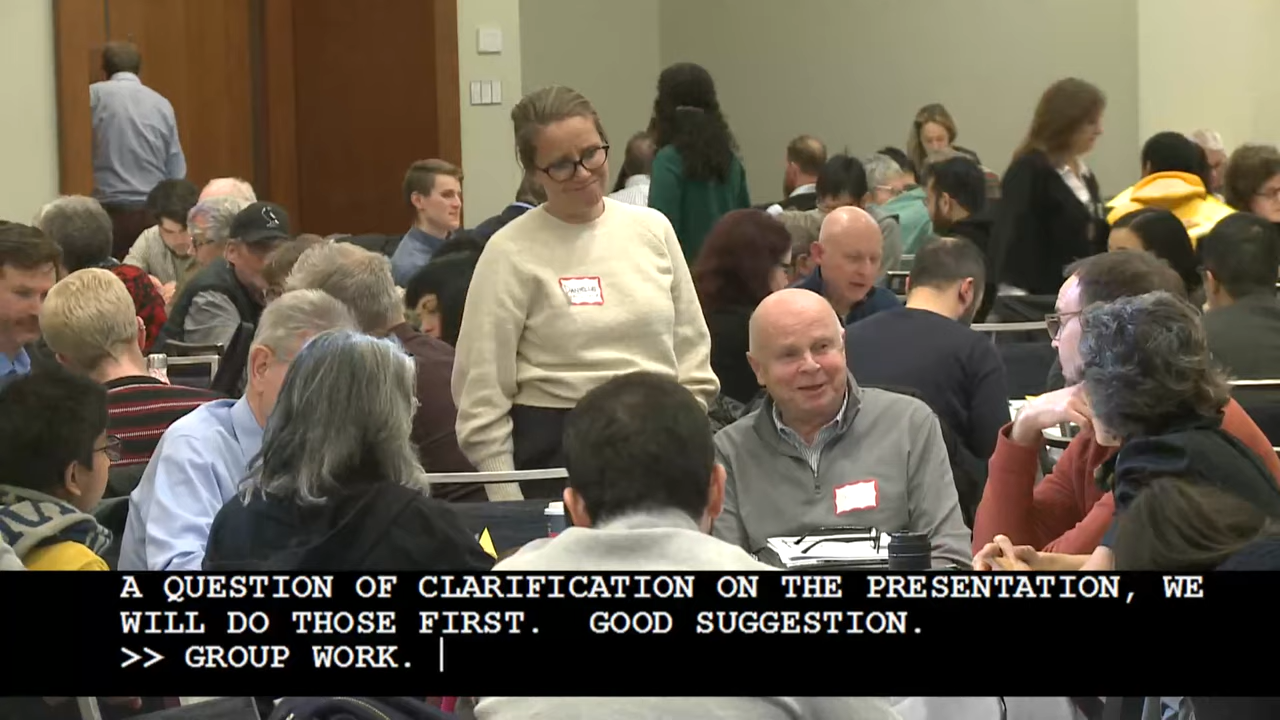 A QUESTION OF CLARIFICATION ON THE PRESENTATION, WE
WILL DO THOSE FIRST.  GOOD SUGGESTION.
>> GROUP WORK.